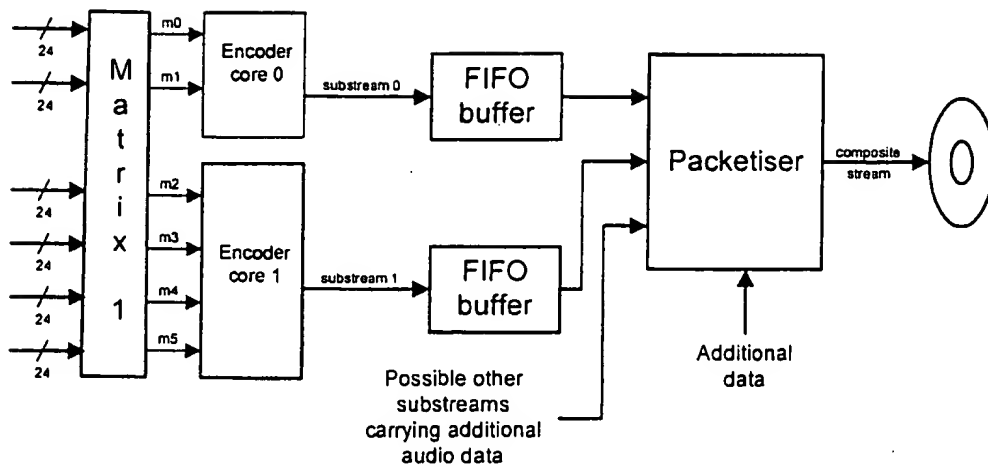 24
24
24
24
24
24
Matrix 1
m0
m1
m2
m3
m4
m5
Encoder
core 0
Encoder
core 1
substream 0
substream 1
FIFO
buffer
FIFO
buffer
Possible other
substreams
carrying additional
audio data
Packetiser
Additional
data
composite
stream